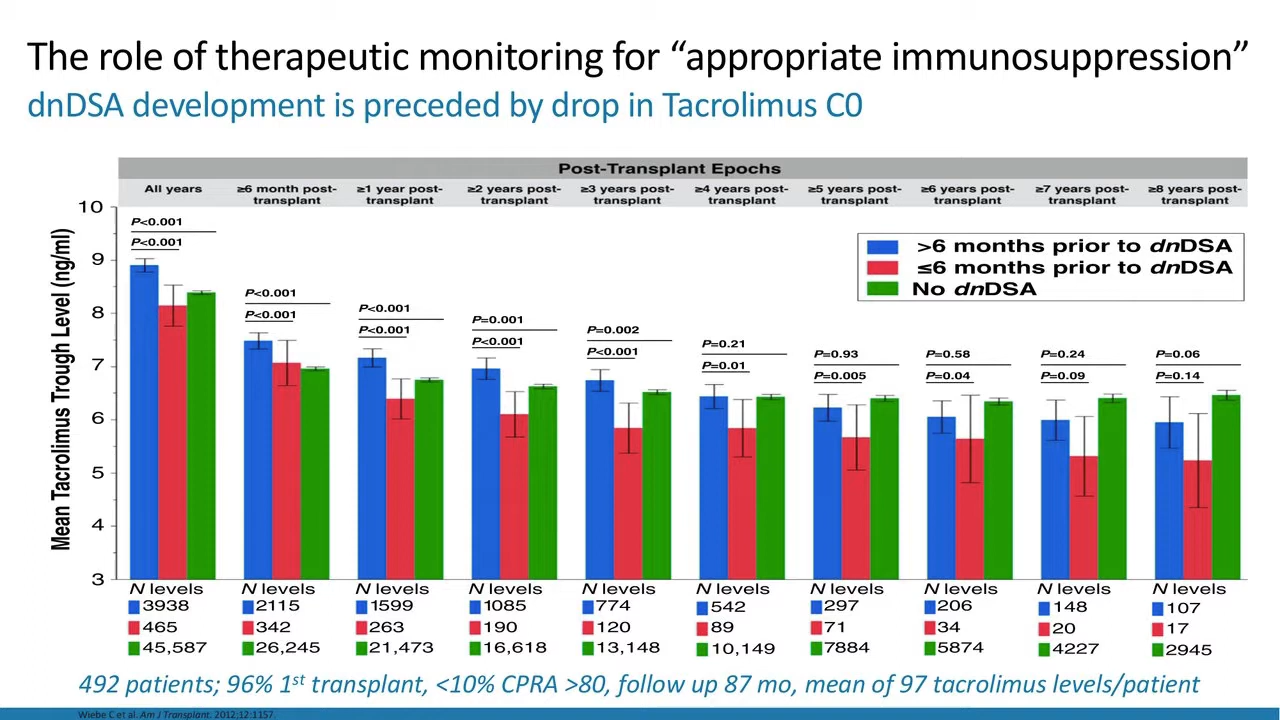 The role of therapeutic monitoring for “appropriate immunosuppression”
dnDSA development is preceded by drop in Tacrolimus C0
Post-Transplant Epochs
All years ≥6 month post-transplant ≥1 year post-transplant ≥2 years post-transplant ≥3 years post-transplant ≥4 years post-transplant ≥5 years post-transplant ≥6 years post-transplant ≥7 years post-transplant ≥8 years post-transplant
Mean Tacrolimus Trough Level (ng/ml)
10
9
8
7
6
5
4
3
P<0.001
P<0.001
P<0.001
P<0.001
P<0.001
P<0.001
P=0.001
P<0.001
P=0.002
P<0.001
P=0.21
P=0.01
P=0.93
P=0.005
P=0.58
P=0.04
P=0.24
P=0.09
P=0.06
P=0.14
>6 months prior to dnDSA
≤6 months prior to dnDSA
No dnDSA
N levels N levels N levels N levels N levels N levels N levels N levels N levels N levels
3938 2115 1599 1085 774 542 297 206 148 107
465 342 263 190 120 89 71 34 20 17
45,587 26,245 21,473 16,618 13,148 10,149 7884 5874 4227 2945
492 patients; 96% 1st transplant, <10% CPRA >80, follow up 87 mo, mean of 97 tacrolimus levels/patient
Wiebe C et al. Am J Transplant. 2012;12:1157.